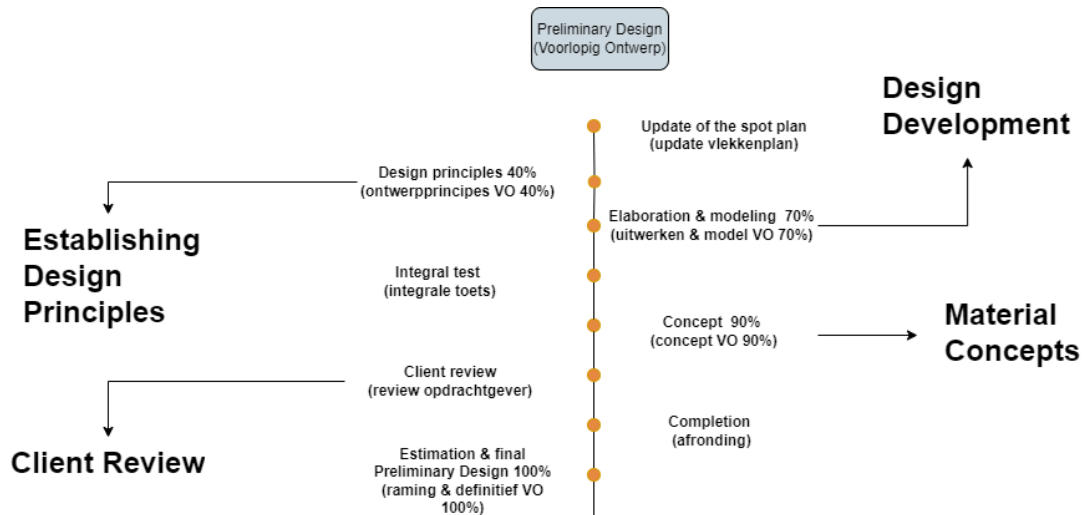 Preliminary Design
(Voorlopig Ontwerp)
Design
Development
Update of the spot plan
(update vlekkenplan)
Design principles 40%
(ontwerpprincipes VO 40%)
Elaboration & modeling 70%
(uitwerken & model VO 70%)
Establishing
Design
Principles
Integral test
(integrale toets)
Concept 90%
(concept VO 90%)
Material
Concepts
Client review
(review opdrachtgever)
Completion
(afronding)
Client Review
Estimation & final
Preliminary Design 100%
(raming & definitief VO
100%)